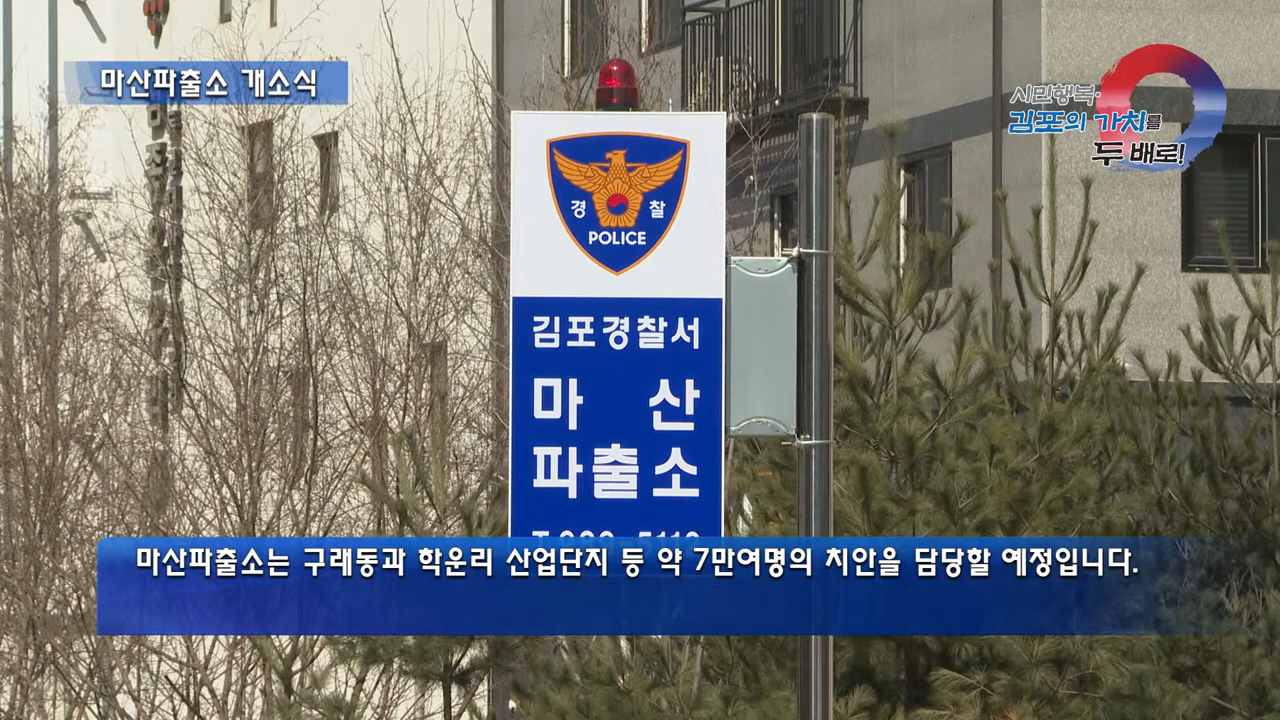 마산파출소 개소식
시민행복·
김포의 가치를
두 배로!
경 찰
POLICE
김포경찰서
마 산
파출소
마산파출소는 구래동과 학운리 산업단지 등 약 7만여명의 치안을 담당할 예정입니다.